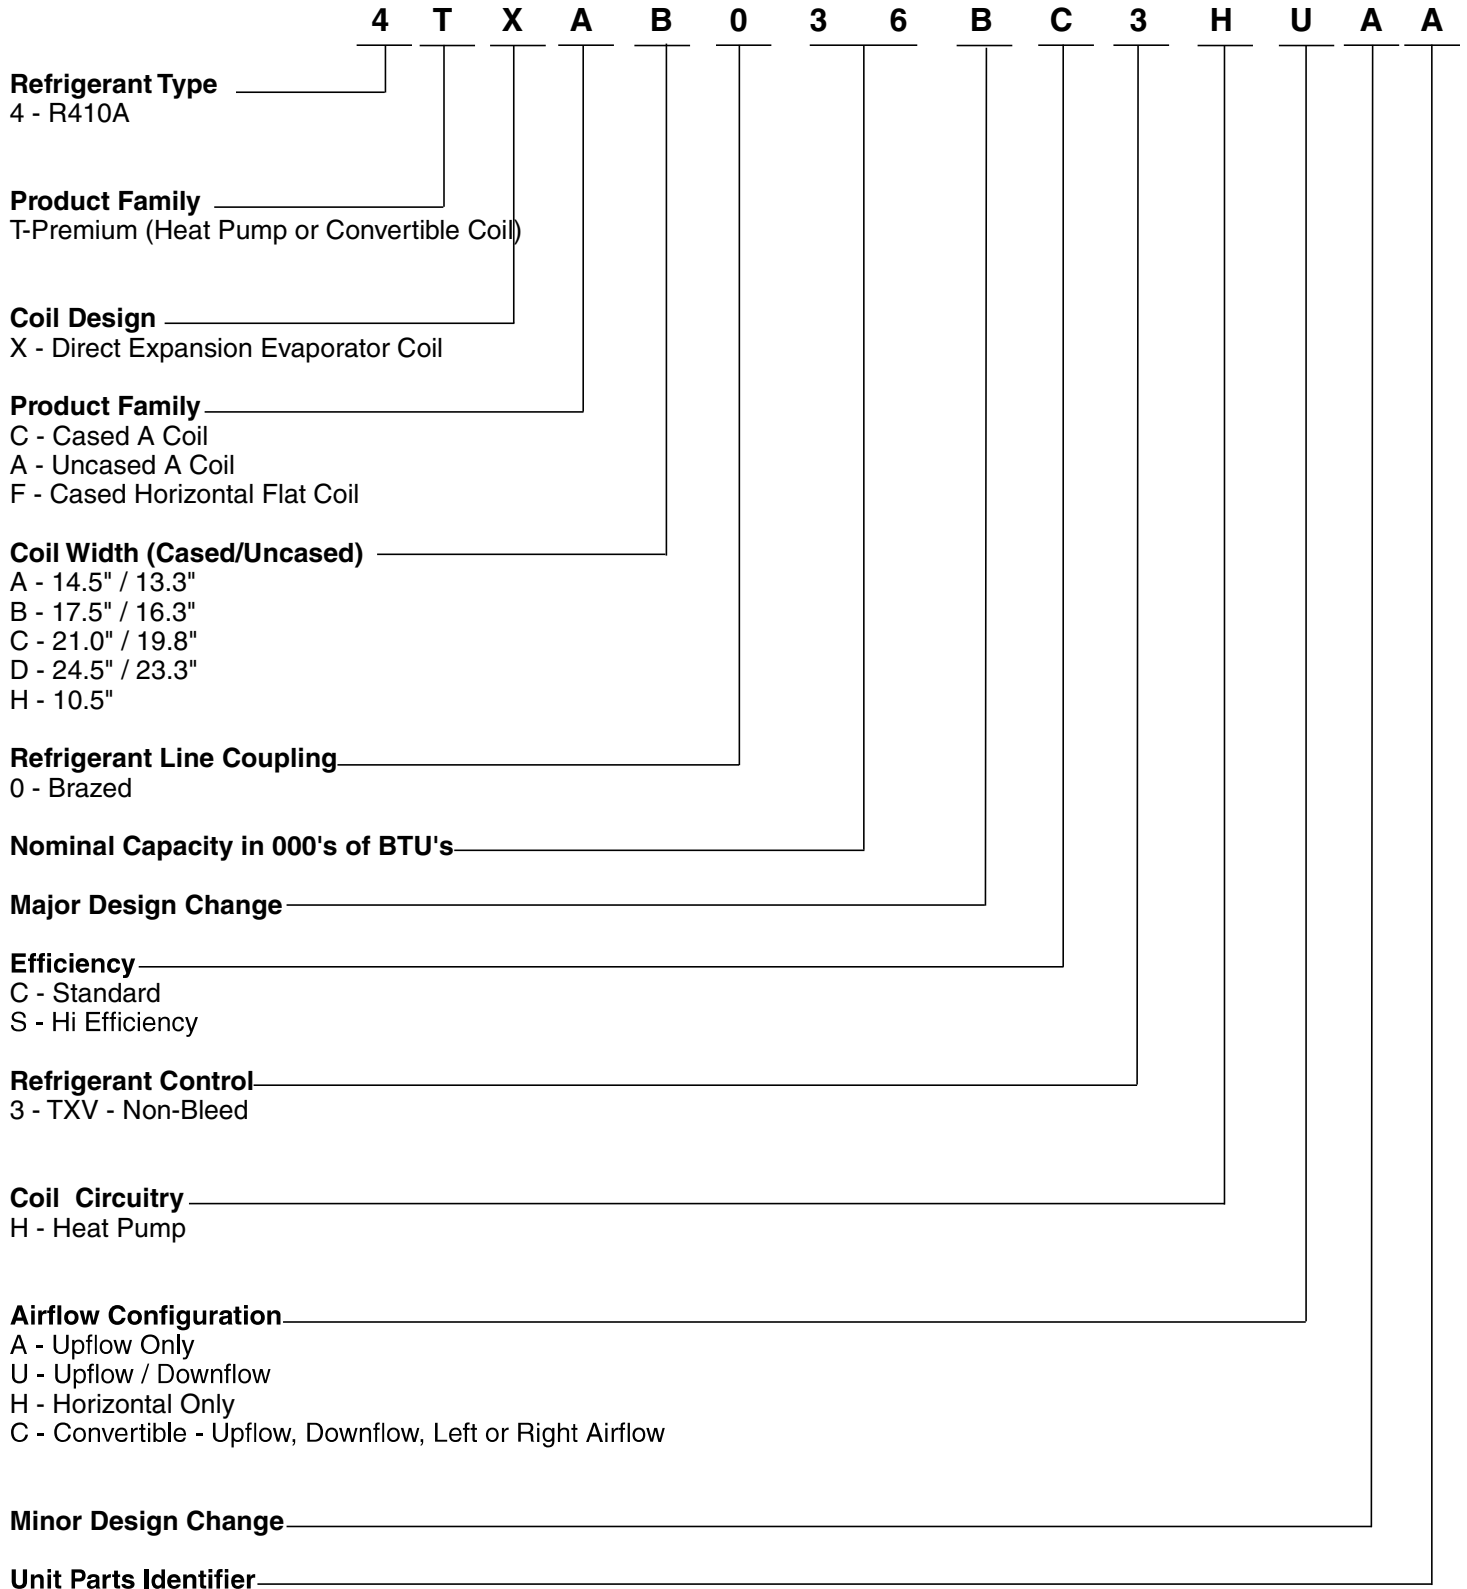 4 T X A B 0 3 6 B C 3 H U A A
Refrigerant Type
4 - R410A
Product Family
T-Premium (Heat Pump or Convertible Coil)
Coil Design
X - Direct Expansion Evaporator Coil
Product Family
C - Cased A Coil
A - Uncased A Coil
F - Cased Horizontal Flat Coil
Coil Width (Cased/Uncased)
A - 14.5" / 13.3"
B - 17.5" / 16.3"
C - 21.0" / 19.8"
D - 24.5" / 23.3"
H - 10.5"
Refrigerant Line Coupling
0 - Brazed
Nominal Capacity in 000's of BTU's
Major Design Change
Efficiency
C - Standard
S - Hi Efficiency
Refrigerant Control
3 - TXV - Non-Bleed
Coil Circuitry
H - Heat Pump
Airflow Configuration
A - Upflow Only
U - Upflow / Downflow
H - Horizontal Only
C - Convertible - Upflow, Downflow, Left or Right Airflow
Minor Design Change
Unit Parts Identifier